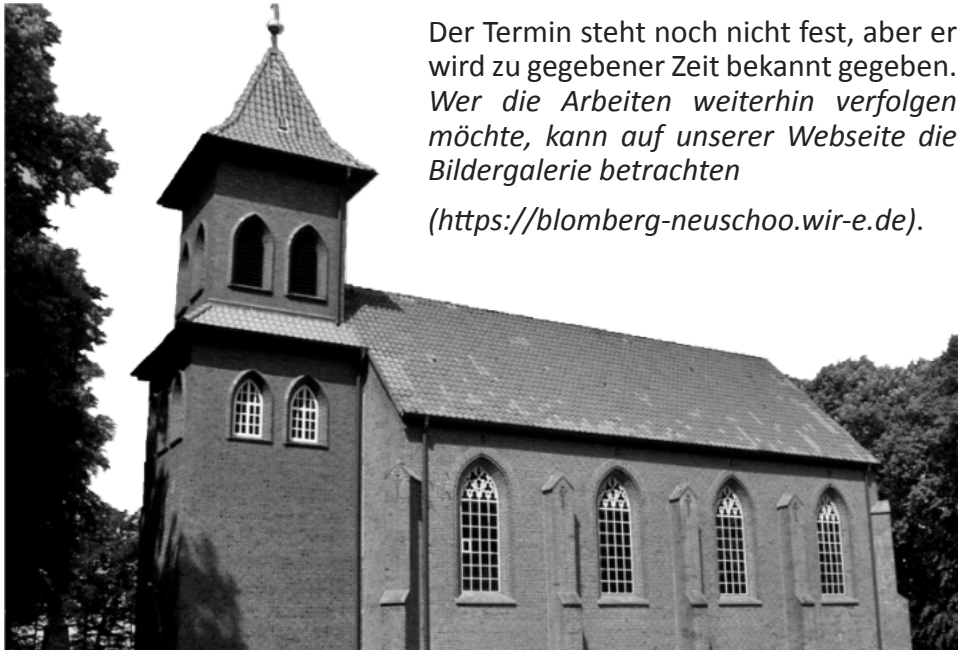 Der Termin steht noch nicht fest, aber er
wird zu gegebener Zeit bekannt gegeben.
Wer die Arbeiten weiterhin verfolgen
möchte, kann auf unserer Webseite die
Bildergalerie betrachten
(https://blomberg-neuschoo.wir-e.de).